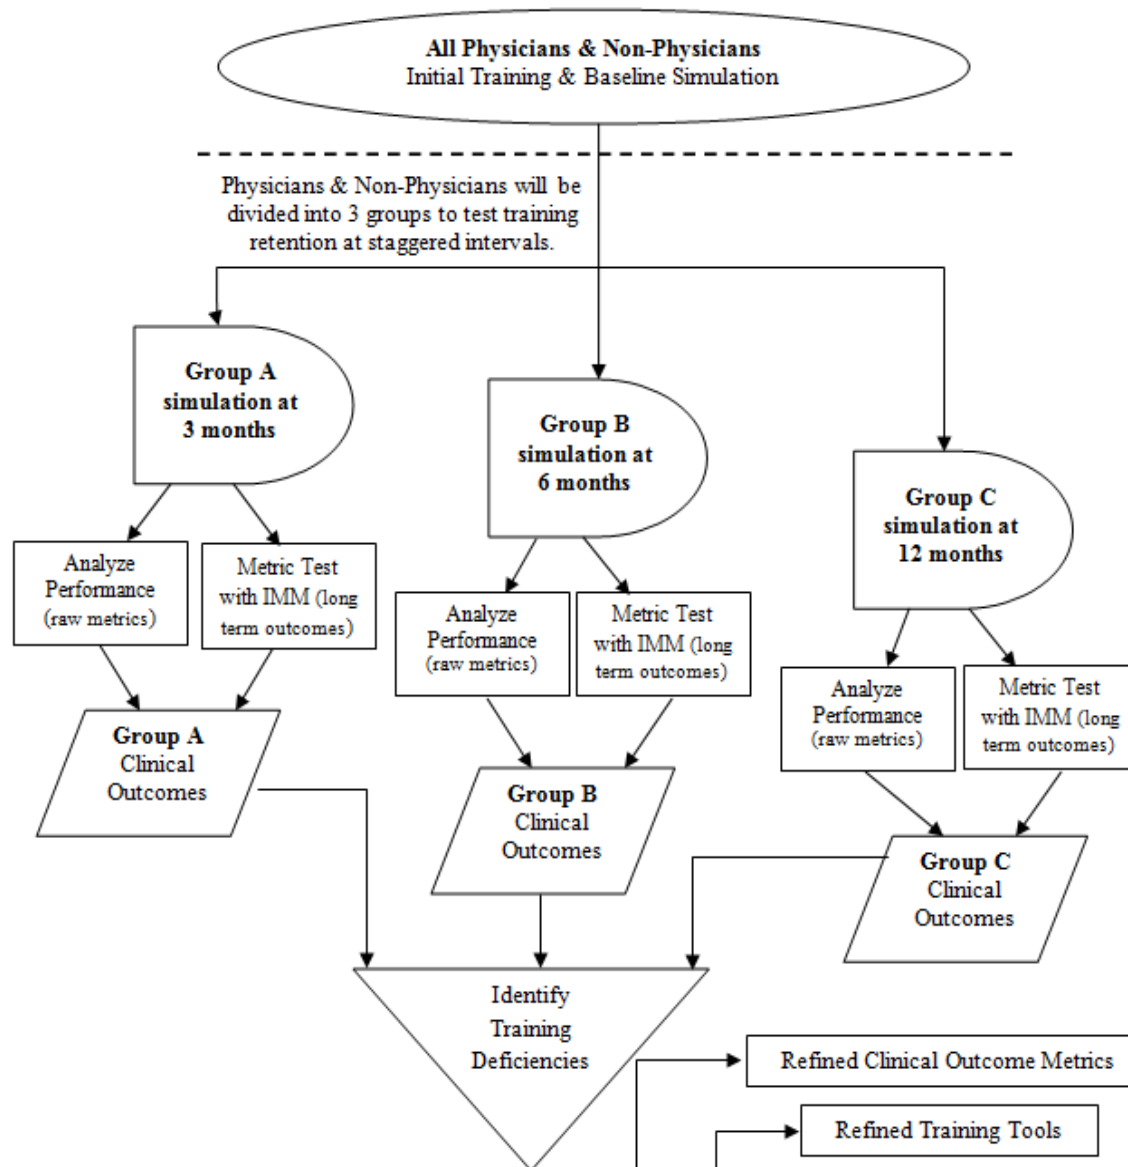 All Physicians & Non-Physicians
Initial Training & Baseline Simulation
Physicians & Non-Physicians will be
divided into 3 groups to test training
retention at staggered intervals.
Group A
simulation at
3 months
Group B
simulation at
6 months
Group C
simulation at
12 months
Analyze
Performance
(raw metrics)
Metric Test
with IMM (long
term outcomes)
Analyze
Performance
(raw metrics)
Metric Test
with IMM (long
term outcomes)
Analyze
Performance
(raw metrics)
Metric Test
with IMM (long
term outcomes)
Group A
Clinical
Outcomes
Group B
Clinical
Outcomes
Group C
Clinical
Outcomes
Identify
Training
Deficiencies
Refined Clinical Outcome Metrics
Refined Training Tools